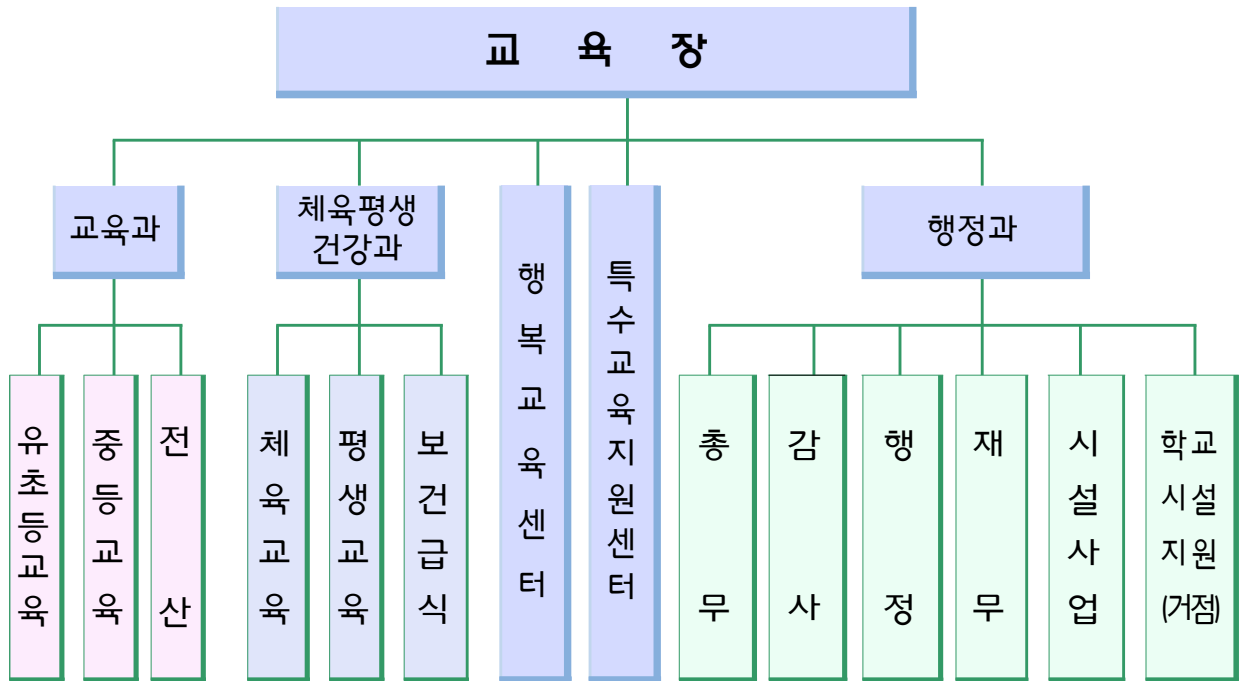 교 육 장
교육과
체육평생
건강과
행복교육센터
특수교육지원센터
행정과
유초등교육
중등교육
전산
체육교육
평생교육
보건급식
총무
감사
행정
재무
시설사업
학교
시설
지원
(거점)